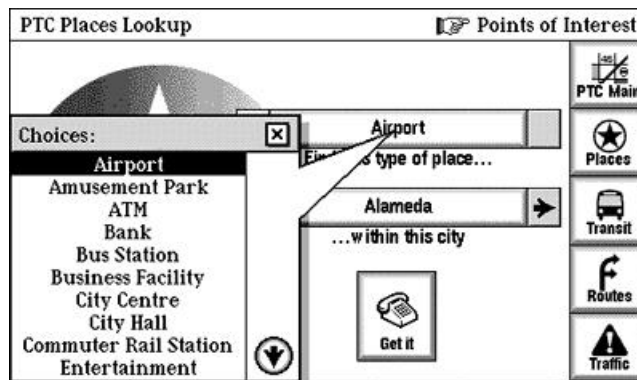 PTC Places Lookup
Points of Interest
PTC Main
Airport
Choices:
Places
Airport
Amusement Park
ATM
Bank
Bus Station
Business Facility
City Centre
City Hall
Commuter Rail Station
Entertainment
type of place...
Alameda
...within this city
Transit
Get it
Routes
Traffic